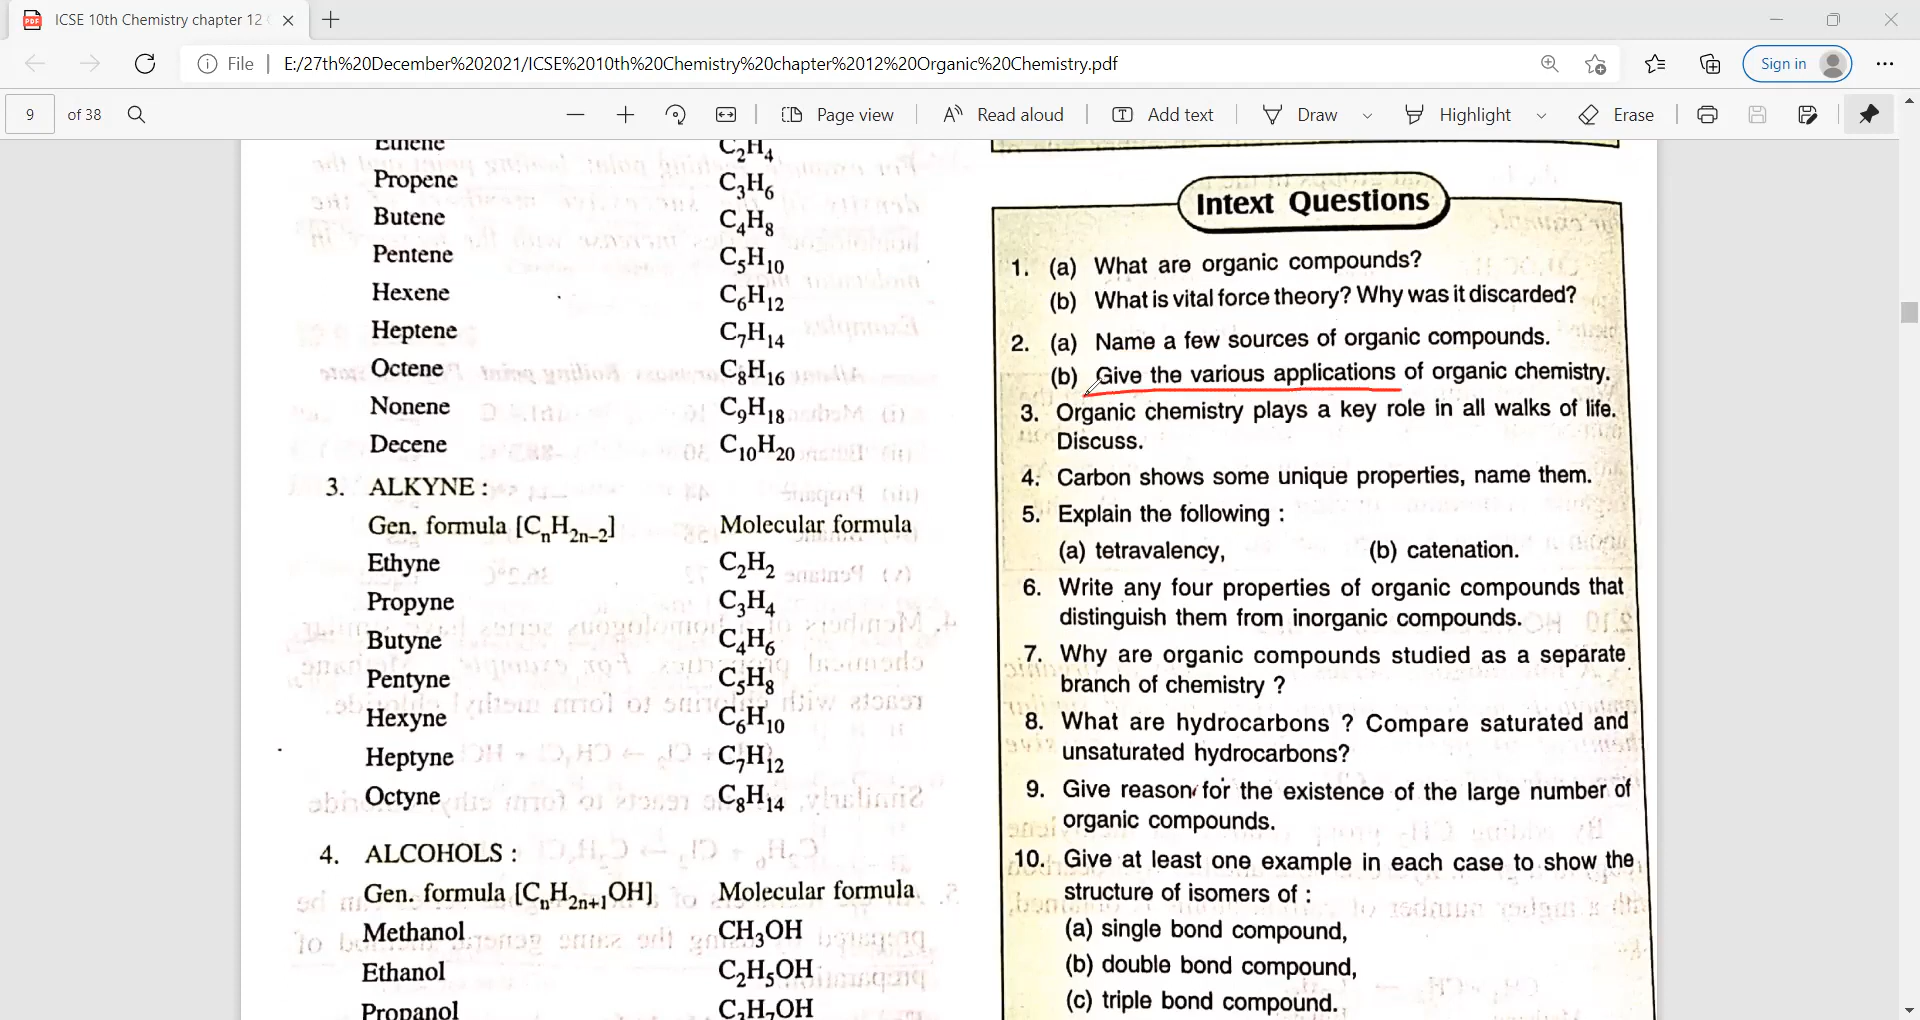 ICSE 10th Chemistry chapter 12
File
E:/27th%20December%202021/ICSE%2010th%20Chemistry%20chapter%2012%20Organic%20Chemistry.pdf
Sign in
9 of 38
Page view
Read aloud
Add text
Draw
Highlight
Erase
Ethene C₂H₄
Propene C₃H₆
Butene C₄H₈
Pentene C₅H₁₀
Hexene C₆H₁₂
Heptene C₇H₁₄
Octene C₈H₁₆
Nonene C₉H₁₈
Decene C₁₀H₂₀
3. ALKYNE :
Gen. formula [CₙH₂ₙ₋₂] Molecular formula
Ethyne C₂H₂
Propyne C₃H₄
Butyne C₄H₆
Pentyne C₅H₈
Hexyne C₆H₁₀
Heptyne C₇H₁₂
Octyne C₈H₁₄
4. ALCOHOLS :
Gen. formula [CₙH₂ₙ₊₁OH] Molecular formula
Methanol CH₃OH
Ethanol C₂H₅OH
Propanol C₃H₇OH
Intext Questions
1. (a) What are organic compounds?
(b) What is vital force theory? Why was it discarded?
2. (a) Name a few sources of organic compounds.
(b) Give the various applications of organic chemistry.
3. Organic chemistry plays a key role in all walks of life.
Discuss.
4. Carbon shows some unique properties, name them.
5. Explain the following :
(a) tetravalency, (b) catenation.
6. Write any four properties of organic compounds that
distinguish them from inorganic compounds.
7. Why are organic compounds studied as a separate
branch of chemistry ?
8. What are hydrocarbons ? Compare saturated and
unsaturated hydrocarbons?
9. Give reason for the existence of the large number of
organic compounds.
10. Give at least one example in each case to show the
structure of isomers of :
(a) single bond compound,
(b) double bond compound,
(c) triple bond compound.